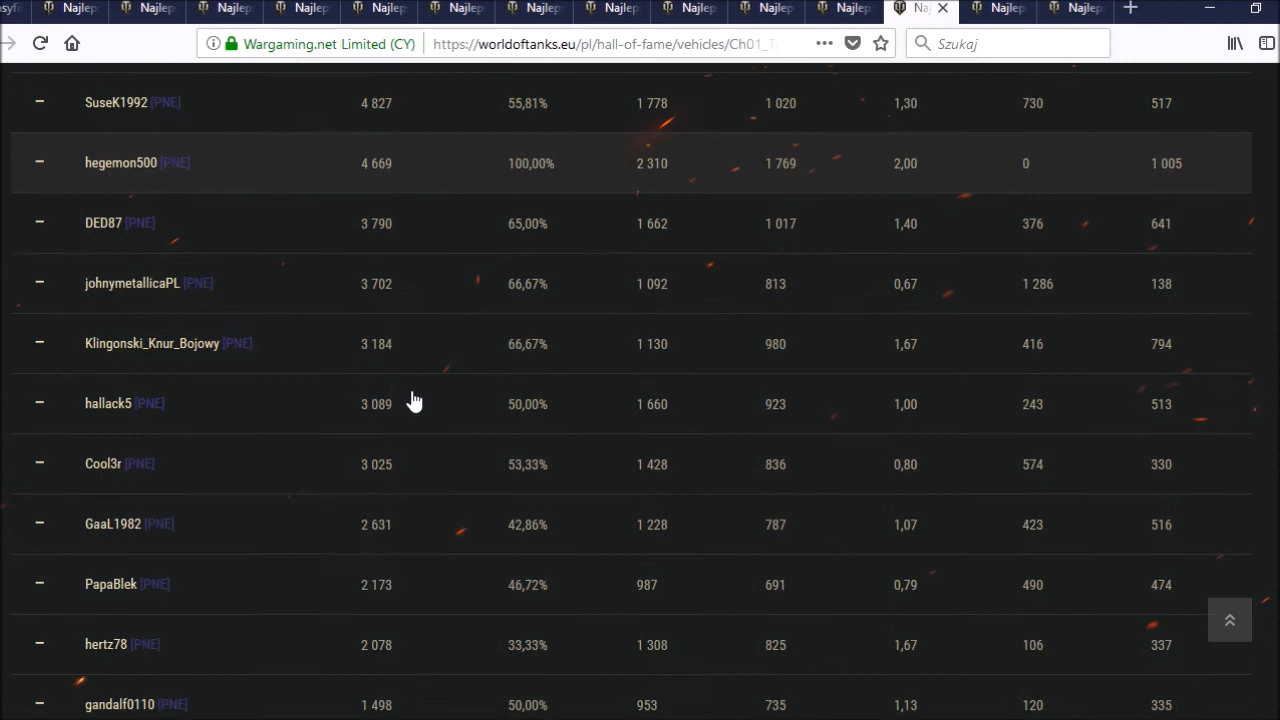 Najlep Najlep Najlep Najlep Najlep Najlep Najlep Najlep Najlep Najlep Najlep Naj Najlep Najlep
Wargaming.net Limited (CY) https://worldoftanks.eu/pl/hall-of-fame/vehicles/Ch01_Ty Szukaj
SuseK1992 [PNE] 4 827 55,81% 1 778 1 020 1,30 730 517
hegemon500 [PNE] 4 669 100,00% 2 310 1 769 2,00 0 1 005
DED87 [PNE] 3 790 65,00% 1 662 1 017 1,40 376 641
johnymetallicaPL [PNE] 3 702 66,67% 1 092 813 0,67 1 286 138
Klingonski_Knur_Bojowy [PNE] 3 184 66,67% 1 130 980 1,67 416 794
hallack5 [PNE] 3 089 50,00% 1 660 923 1,00 243 513
Cool3r [PNE] 3 025 53,33% 1 428 836 0,80 574 330
GaaL1982 [PNE] 2 631 42,86% 1 228 787 1,07 423 516
PapaBlek [PNE] 2 173 46,72% 987 691 0,79 490 474
hertz78 [PNE] 2 078 33,33% 1 308 825 1,67 106 337
gandalf0110 [PNE] 1 498 50,00% 953 735 1,13 120 335